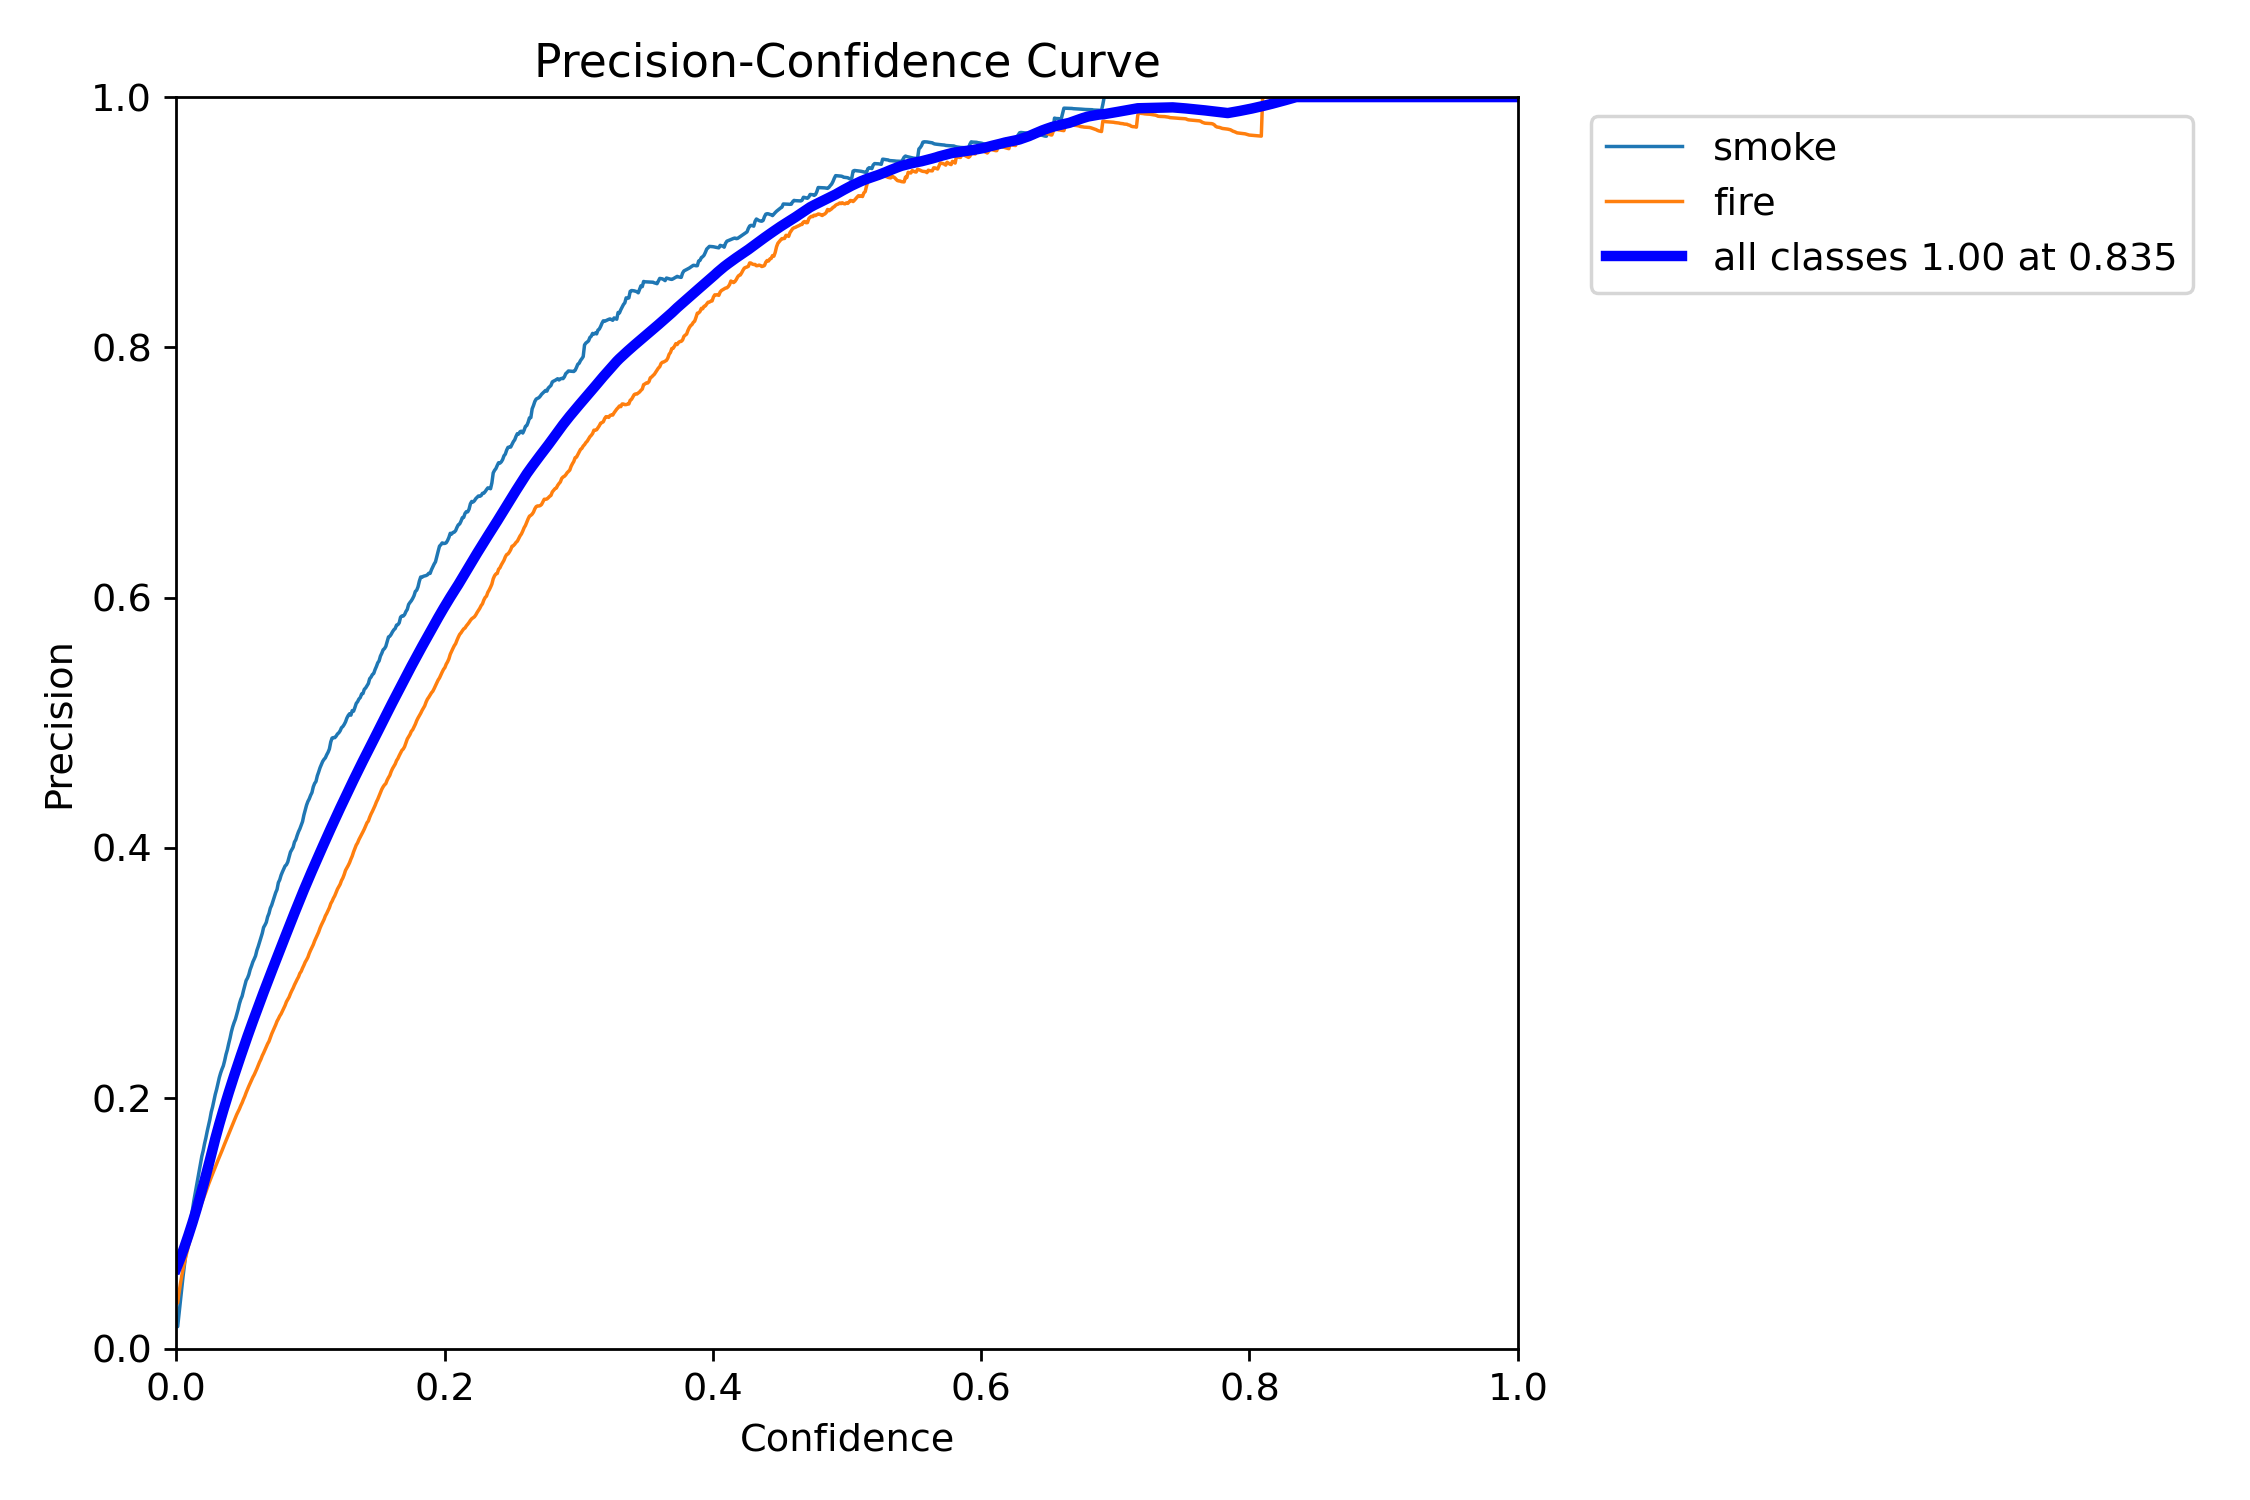 Precision-Confidence Curve
1.0
0.8
0.6
0.4
0.2
0.0
Precision
0.0 0.2 0.4 0.6 0.8 1.0
Confidence
smoke
fire
all classes 1.00 at 0.835